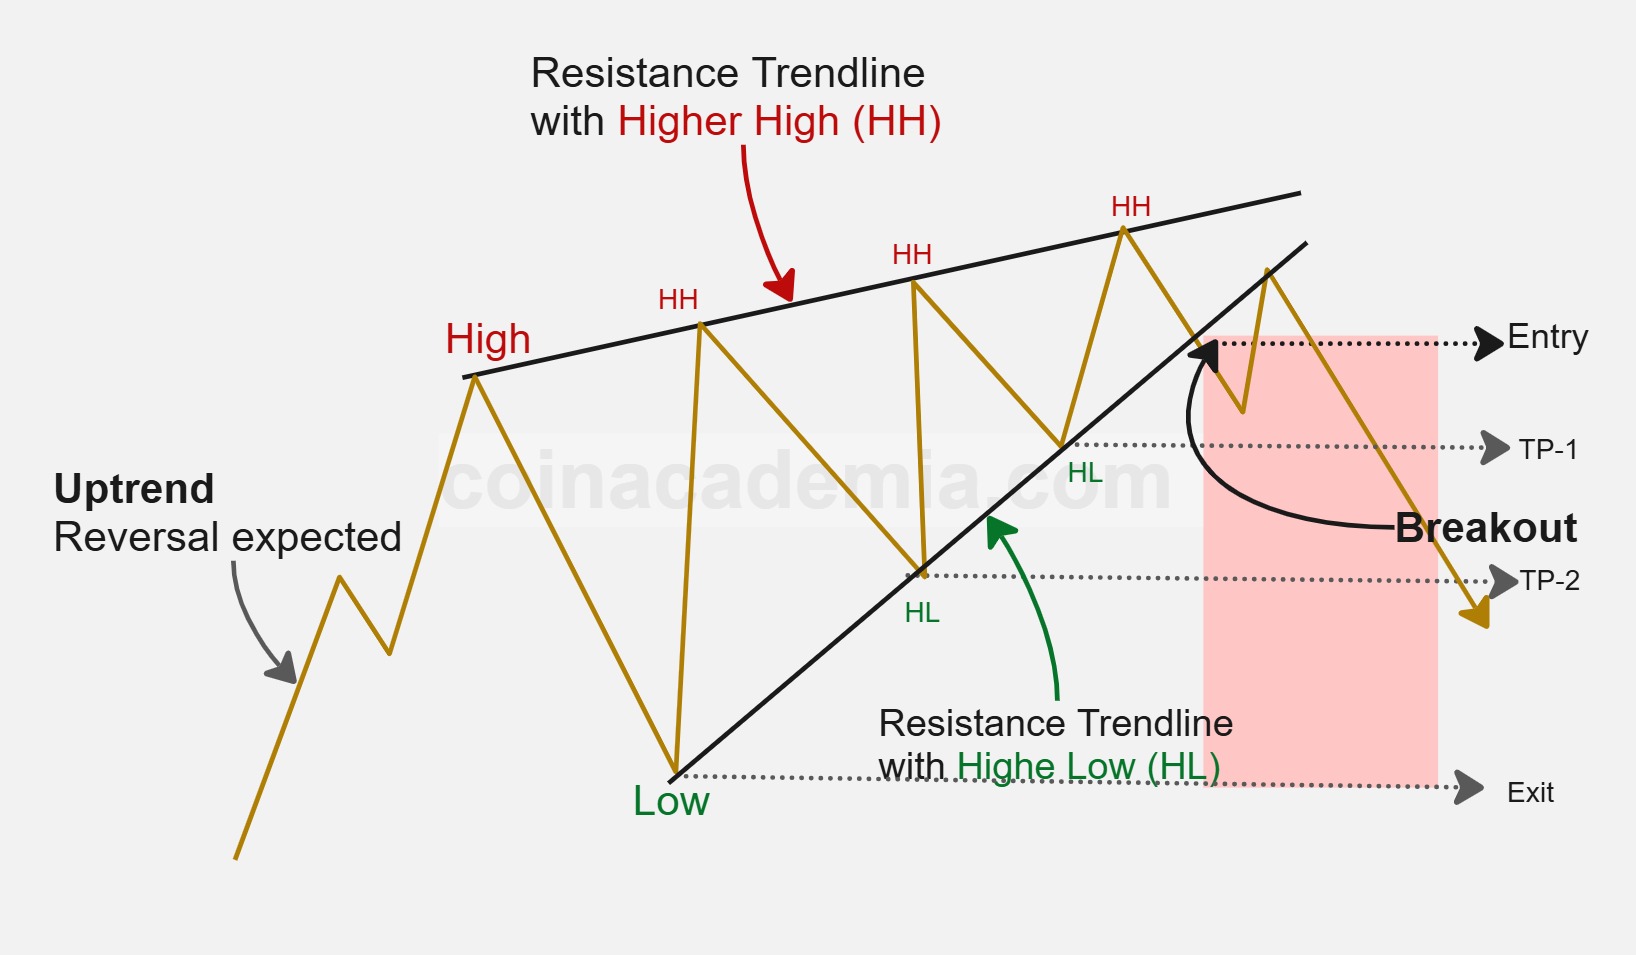 Resistance Trendline
with Higher High (HH)
HH
HH
HH
High
Entry
TP-1
HL
coinacademia.com
Uptrend
Reversal expected
Breakout
TP-2
HL
Resistance Trendline
with Highe Low (HL)
Low
Exit